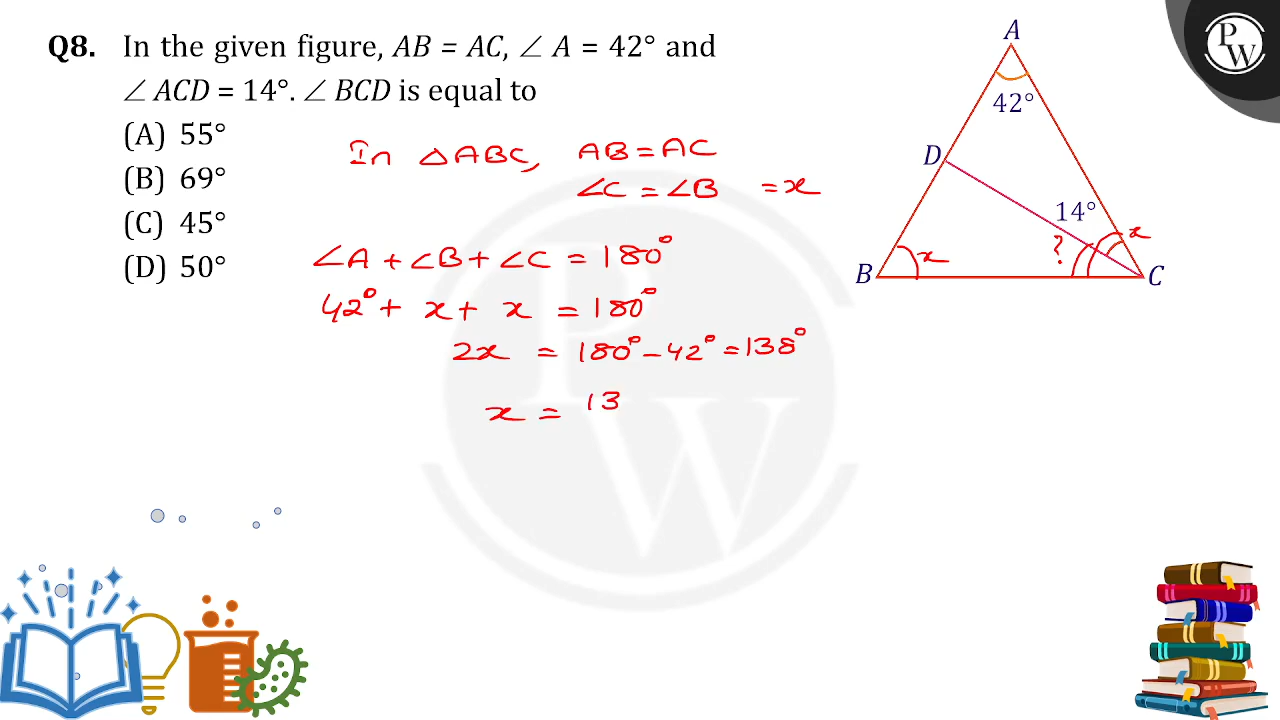 Q8. In the given figure, AB = AC, ∠ A = 42° and
∠ ACD = 14°. ∠ BCD is equal to
(A) 55°
(B) 69°
(C) 45°
(D) 50°
In △ABC, AB = AC
∠C = ∠B = x
∠A + ∠B + ∠C = 180°
42° + x + x = 180°
2x = 180° - 42° = 138°
x = 13
A
42°
D
14°
x
?
B
x
C
P
W
PW